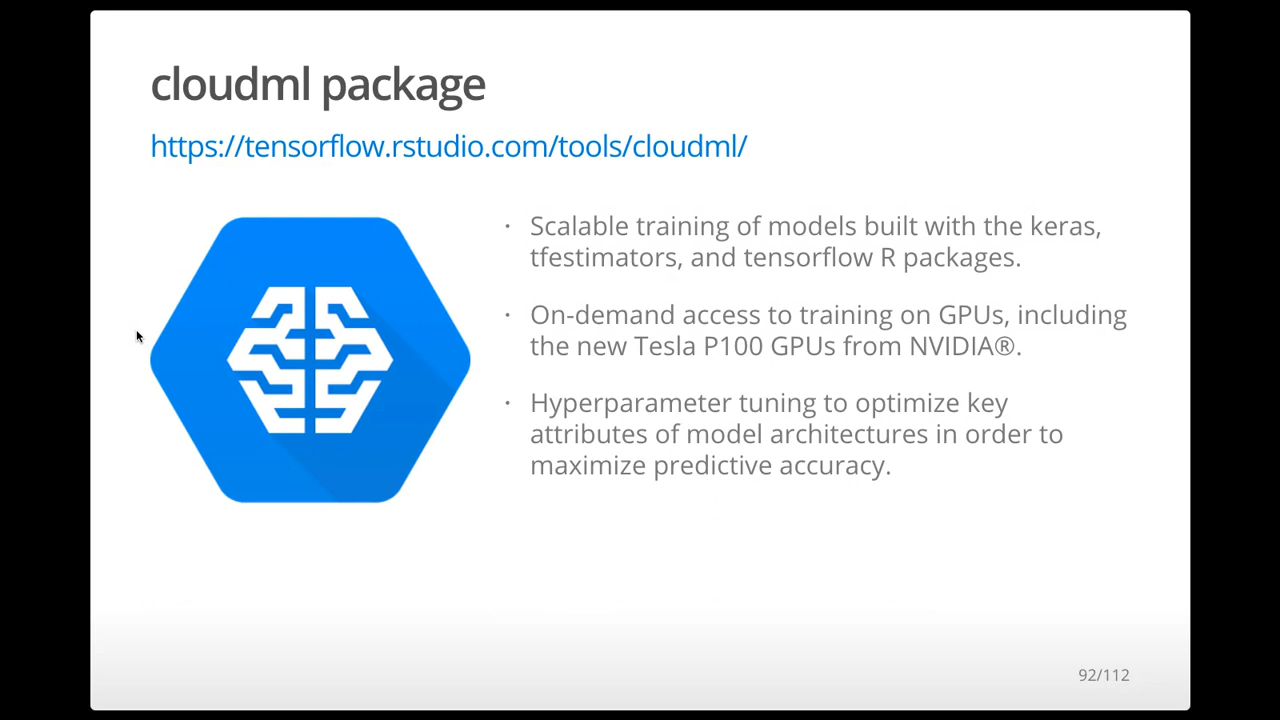 cloudml package
https://tensorflow.rstudio.com/tools/cloudml/
· Scalable training of models built with the keras,
tfestimators, and tensorflow R packages.
· On-demand access to training on GPUs, including
the new Tesla P100 GPUs from NVIDIA®.
· Hyperparameter tuning to optimize key
attributes of model architectures in order to
maximize predictive accuracy.
92/112